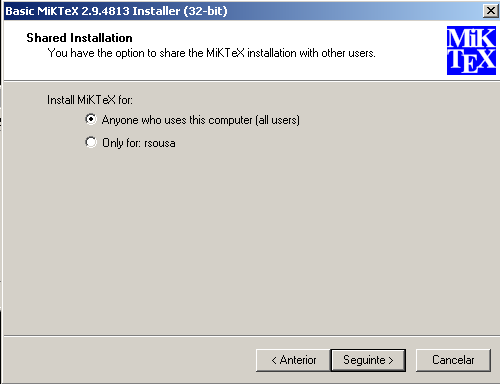 Basic MiKTeX 2.9.4813 Installer (32-bit)
Shared Installation
You have the option to share the MiKTeX installation with other users.
MiK
TEX
Install MiKTeX for:
Anyone who uses this computer (all users)
Only for: rsousa
< Anterior
Seguinte >
Cancelar